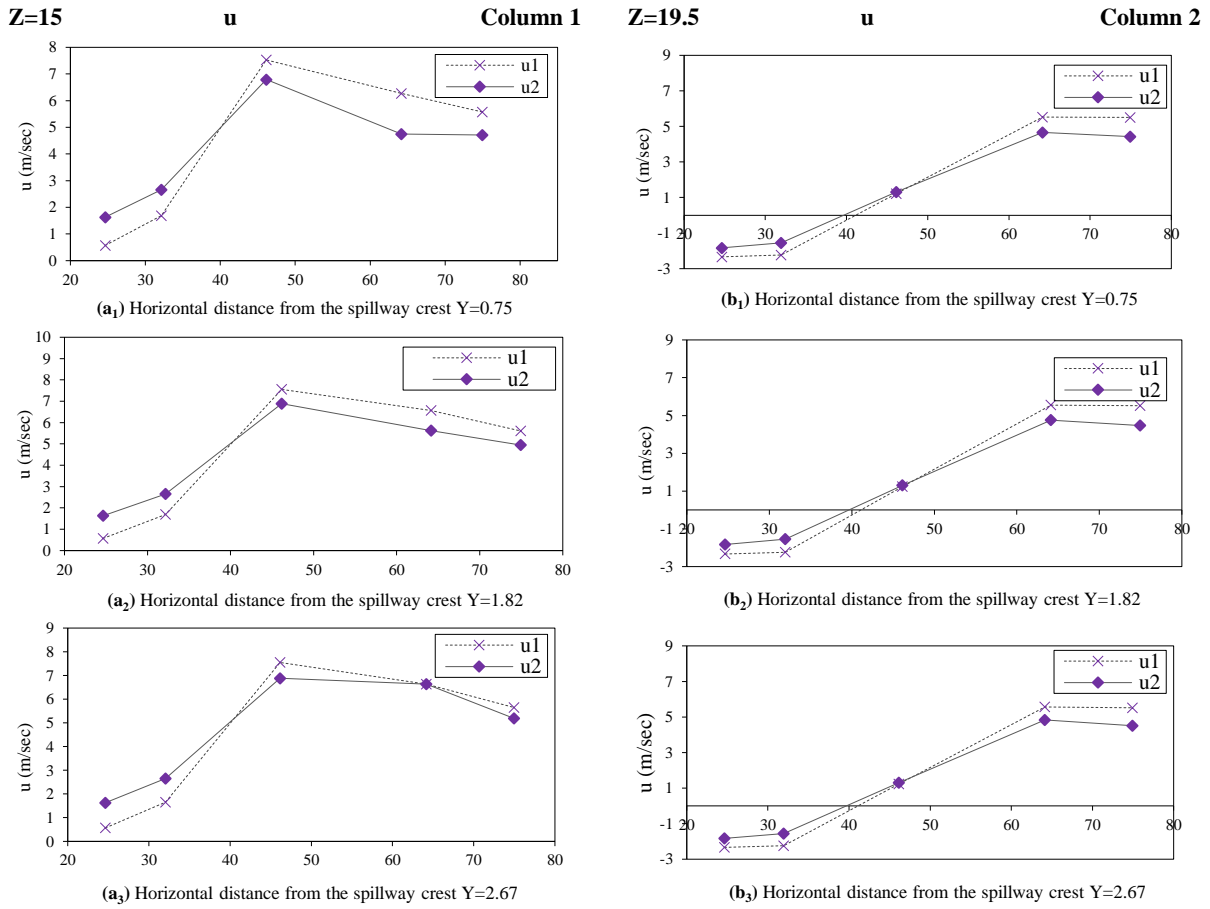 Z=15 u Column 1
Z=19.5 u Column 2
8
7
6
5
4
3
2
1
0
u (m/sec)
u1
u2
20 30 40 50 60 70 80
(a1) Horizontal distance from the spillway crest Y=0.75
9
7
5
3
1
-1
-3
u (m/sec)
u1
u2
20 30 40 50 60 70 80
(b1) Horizontal distance from the spillway crest Y=0.75
10
9
8
7
6
5
4
3
2
1
0
u (m/sec)
u1
u2
20 30 40 50 60 70 80
(a2) Horizontal distance from the spillway crest Y=1.82
9
7
5
3
1
-1
-3
u (m/sec)
u1
u2
20 30 40 50 60 70 80
(b2) Horizontal distance from the spillway crest Y=1.82
9
8
7
6
5
4
3
2
1
0
u (m/sec)
u1
u2
20 30 40 50 60 70 80
(a3) Horizontal distance from the spillway crest Y=2.67
9
7
5
3
1
-1
-3
u (m/sec)
u1
u2
20 30 40 50 60 70 80
(b3) Horizontal distance from the spillway crest Y=2.67